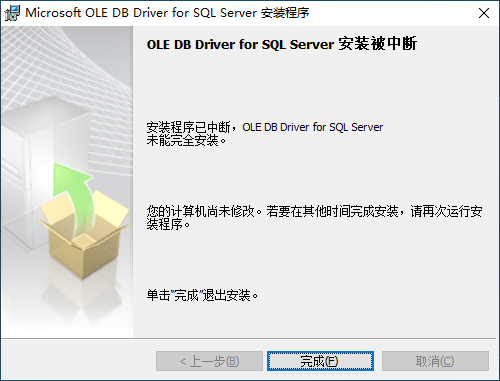 Microsoft OLE DB Driver for SQL Server 安装程序
OLE DB Driver for SQL Server 安装被中断
安装程序已中断，OLE DB Driver for SQL Server
未能完全安装。
您的计算机尚未修改。若要在其他时间完成安装，请再次运行安
装程序。
单击"完成"退出安装。
< 上一步(B)
完成(F)
取消(C)